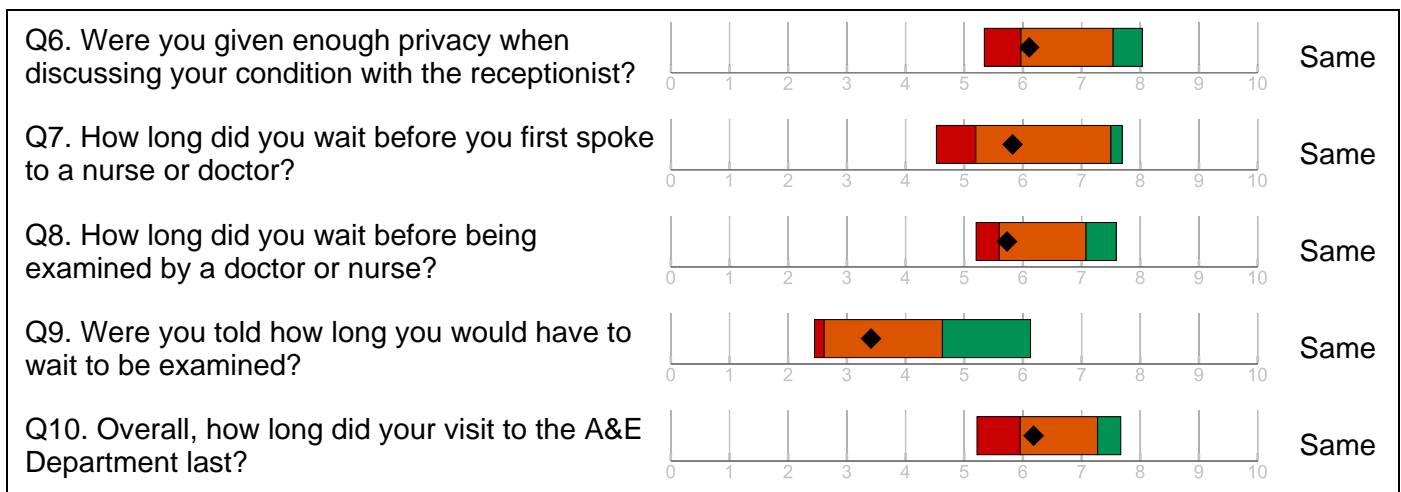 Q6. Were you given enough privacy when
discussing your condition with the receptionist?
0 1 2 3 4 5 6 7 8 9 10
Same
Q7. How long did you wait before you first spoke
to a nurse or doctor?
0 1 2 3 4 5 6 7 8 9 10
Same
Q8. How long did you wait before being
examined by a doctor or nurse?
0 1 2 3 4 5 6 7 8 9 10
Same
Q9. Were you told how long you would have to
wait to be examined?
0 1 2 3 4 5 6 7 8 9 10
Same
Q10. Overall, how long did your visit to the A&E
Department last?
0 1 2 3 4 5 6 7 8 9 10
Same